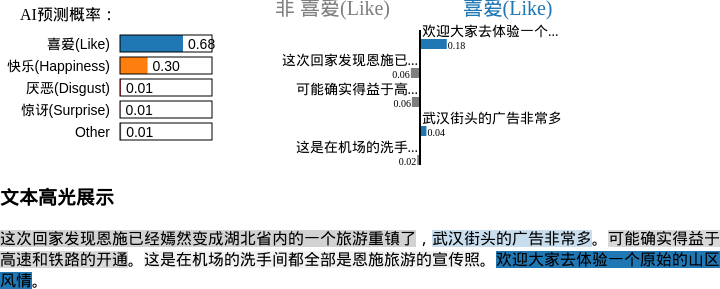 AI预测概率：
喜爱(Like) 0.68
快乐(Happiness) 0.30
厌恶(Disgust) 0.01
惊讶(Surprise) 0.01
Other 0.01
非 喜爱(Like) 喜爱(Like)
欢迎大家去体验一个...
0.18
这次回家发现恩施已...
0.06
可能确实得益于高...
0.06
武汉街头的广告非常多
0.04
这是在机场的洗手...
0.02
文本高光展示
这次回家发现恩施已经嫣然变成湖北省内的一个旅游重镇了，武汉街头的广告非常多。可能确实得益于
高速和铁路的开通。这是在机场的洗手间都全部是恩施旅游的宣传照。欢迎大家去体验一个原始的山区
风情。